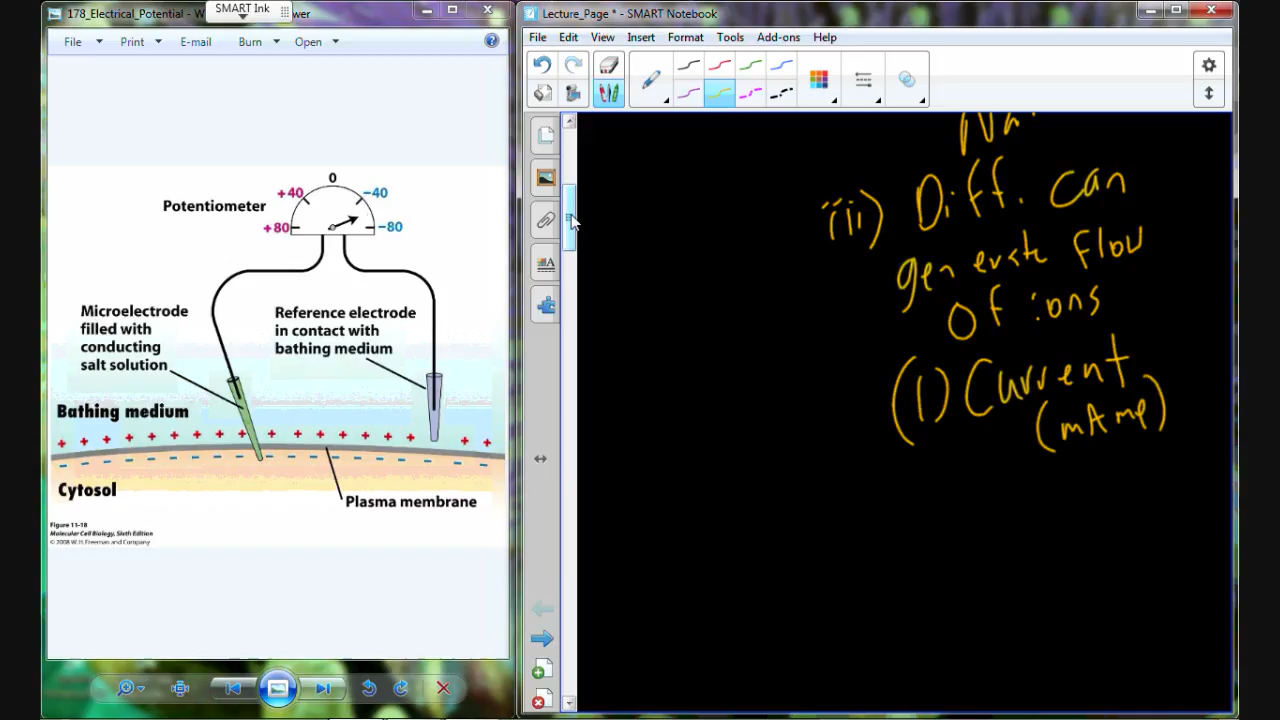 178_Electrical_Potential - W
SMART Ink
wer
File
Print
E-mail
Burn
Open
0
+40
-40
Potentiometer
+80
-80
Microelectrode
filled with
conducting
salt solution
Reference electrode
in contact with
bathing medium
Bathing medium
Cytosol
Plasma membrane
Figure 11-18
Molecular Cell Biology, Sixth Edition
© 2008 W.H. Freeman and Company
Lecture_Page * - SMART Notebook
File Edit View Insert Format Tools Add-ons Help
iii) Diff. Can
generate flow
Of ions
(1) Current
(mAmp)